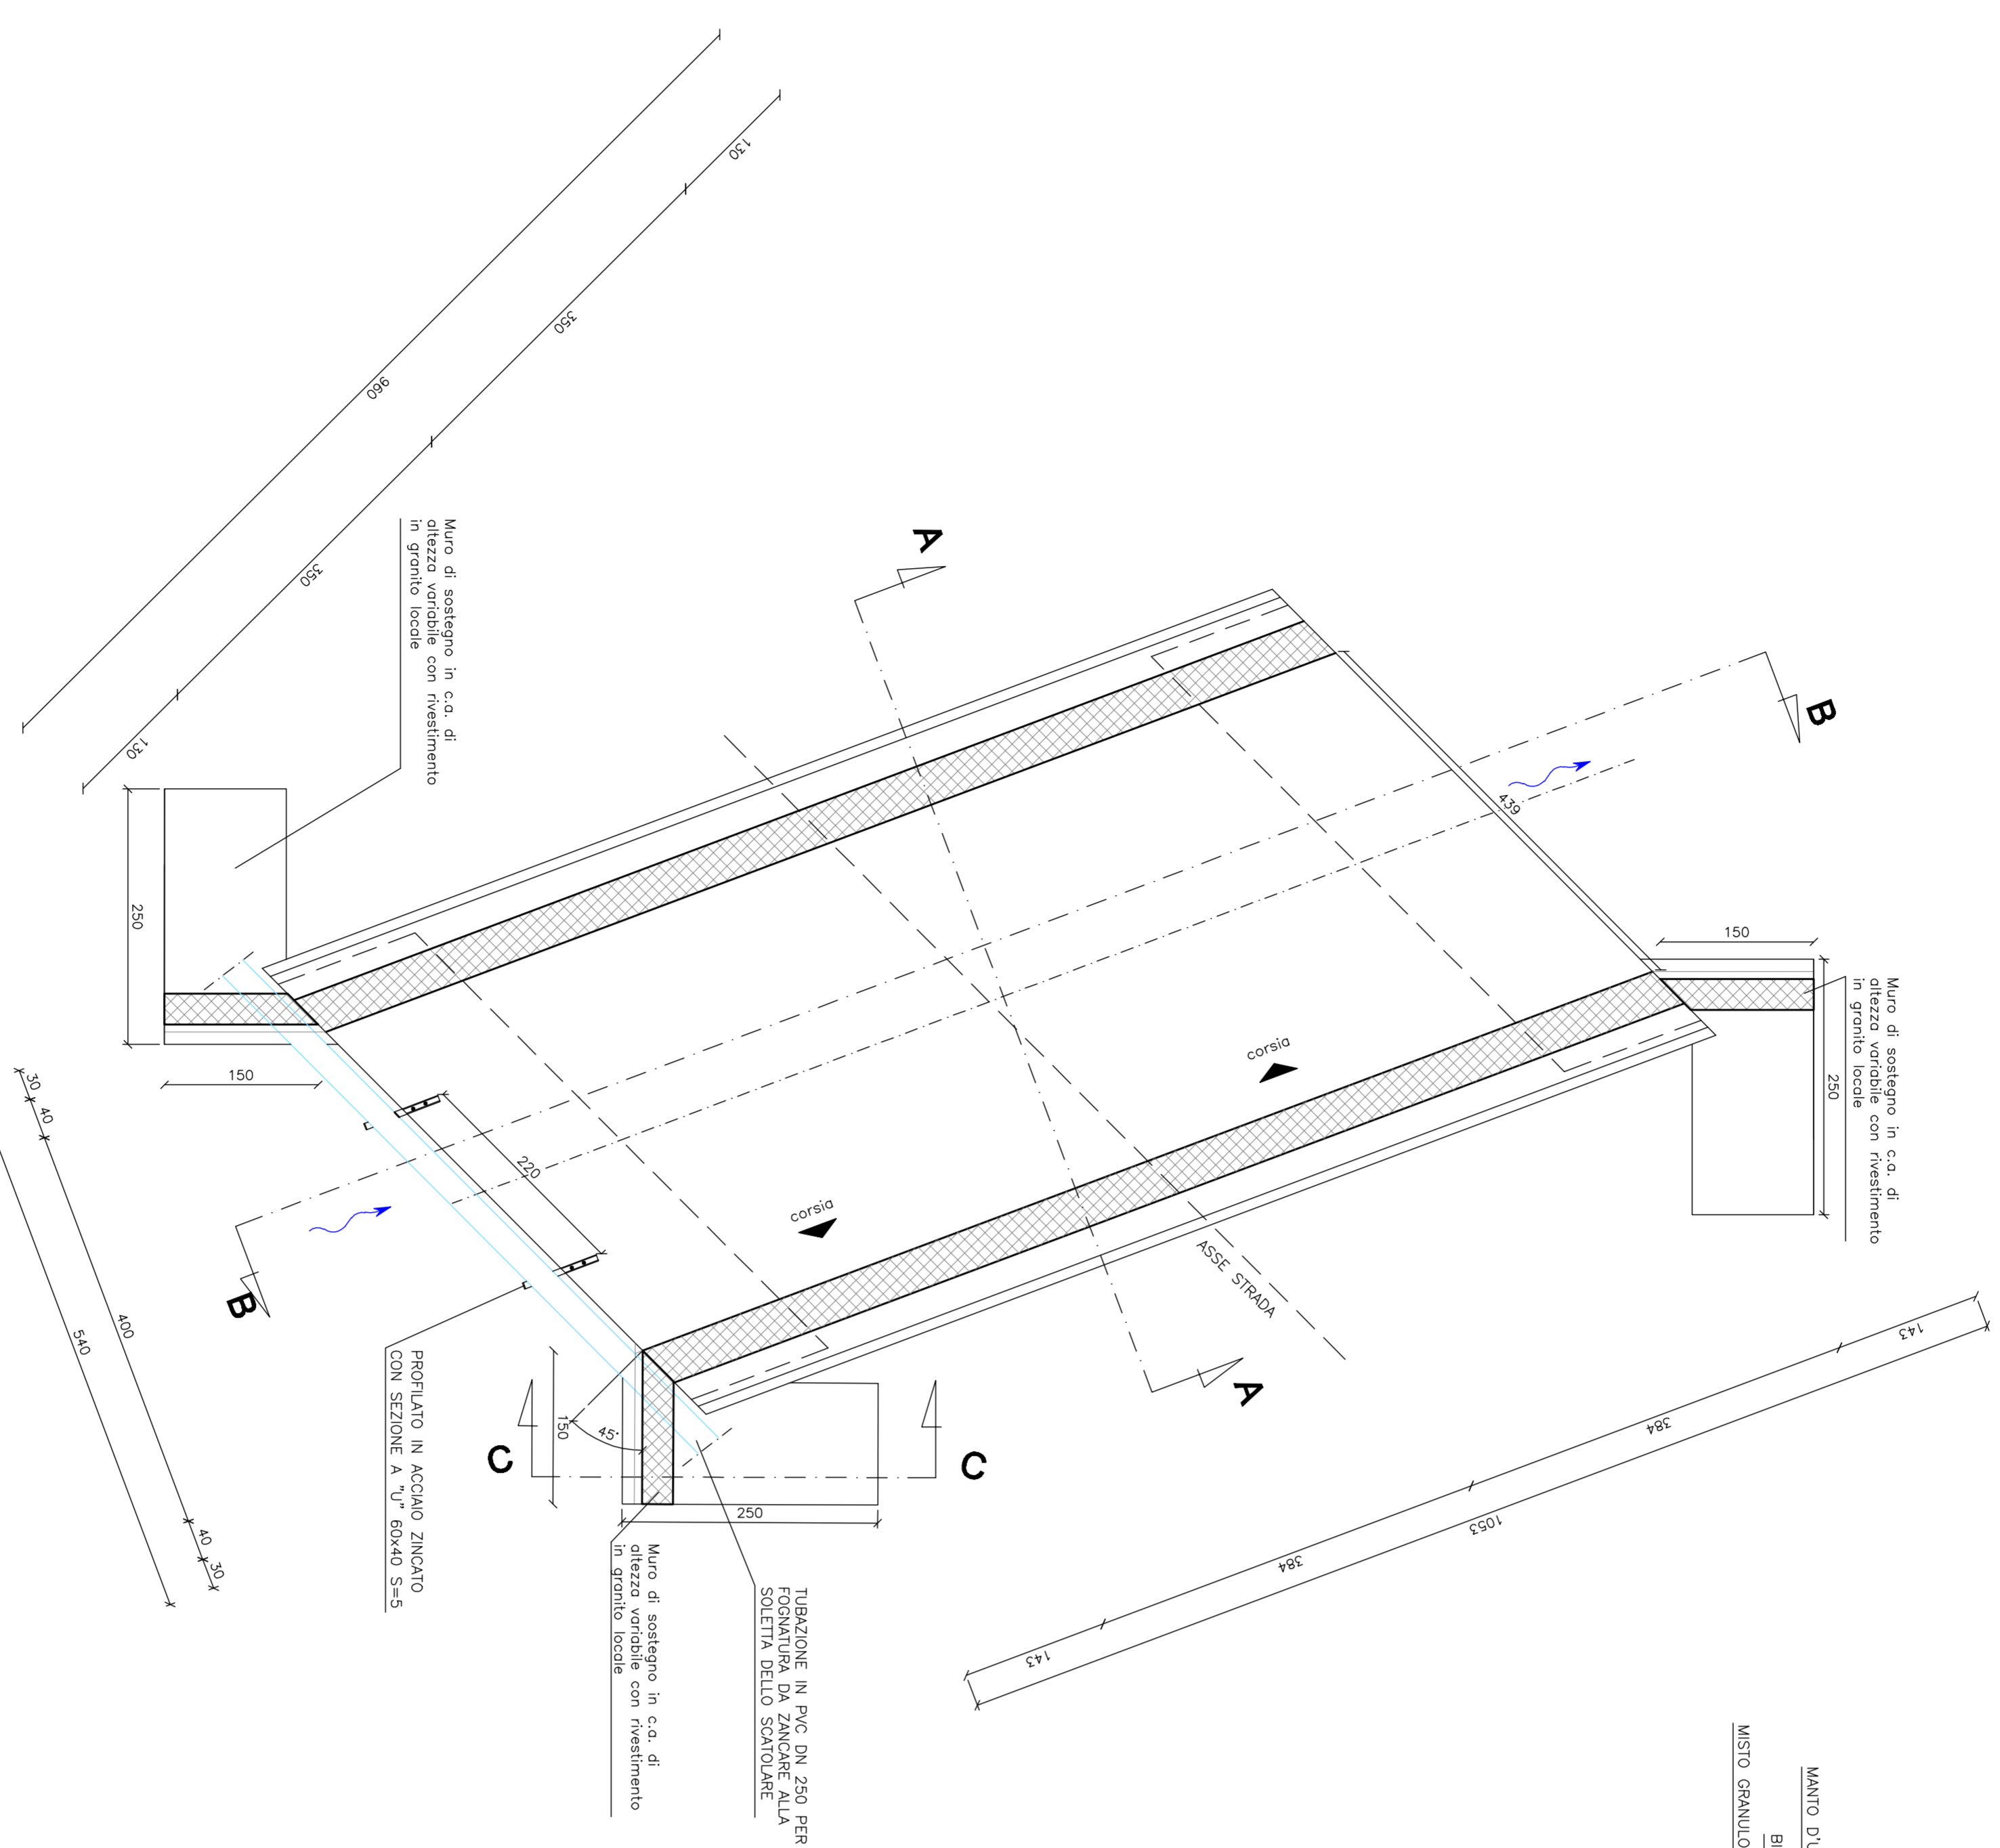 960
130
350
350
130
Muro di sostegno in c.a. di
altezza variabile con rivestimento
in granito locale
A
B
439
150
250
Muro di sostegno in c.a. di
altezza variabile con rivestimento
in granito locale
250
150
corsia
220
corsia
ASSE STRADA
30
40
400
40
30
540
B
A
PROFILATO IN ACCIAIO ZINCATO
CON SEZIONE A "U" 60x40 S=5
150
45°
C
C
250
Muro di sostegno in c.a. di
altezza variabile con rivestimento
in granito locale
TUBAZIONE IN PVC DN 250 PER
FOGNATURA DA ZANCARE ALLA
SOLETTA DELLO SCATOLARE
143
384
384
143
1053
MANTO D'U
BI
MISTO GRANULO